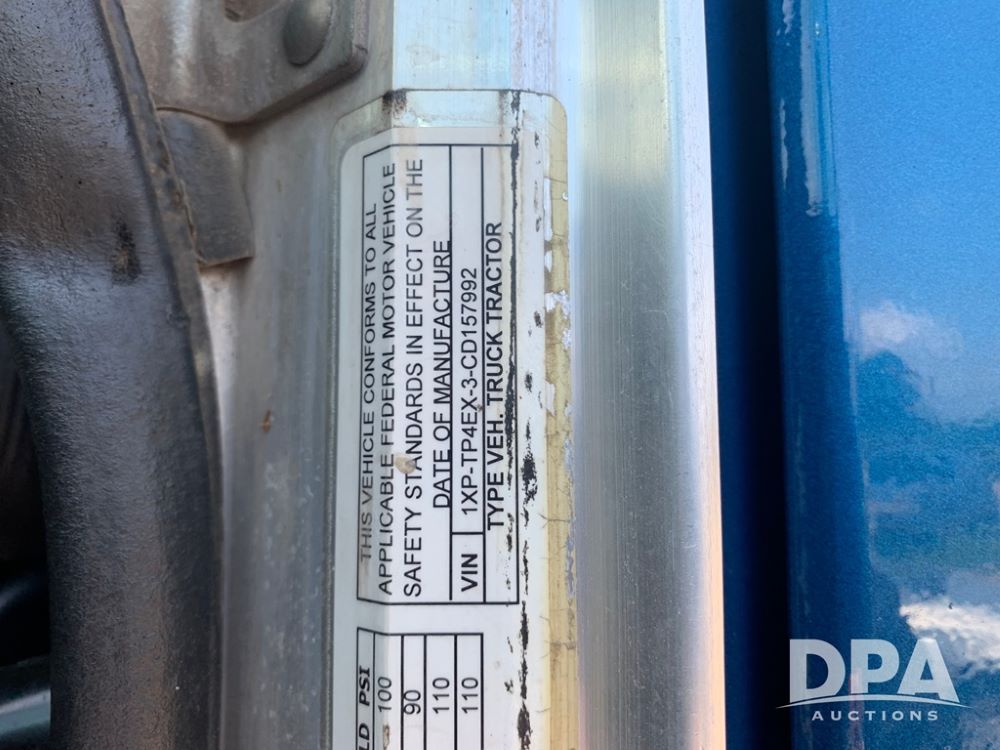 THIS VEHICLE CONFORMS TO ALL
APPLICABLE FEDERAL MOTOR VEHICLE
SAFETY STANDARDS IN EFFECT ON THE
DATE OF MANUFACTURE
VIN 1XP-TP4EX-3-CD157992
TYPE VEH. TRUCK TRACTOR
PSI
100
90
110
110
DPA
AUCTIONS